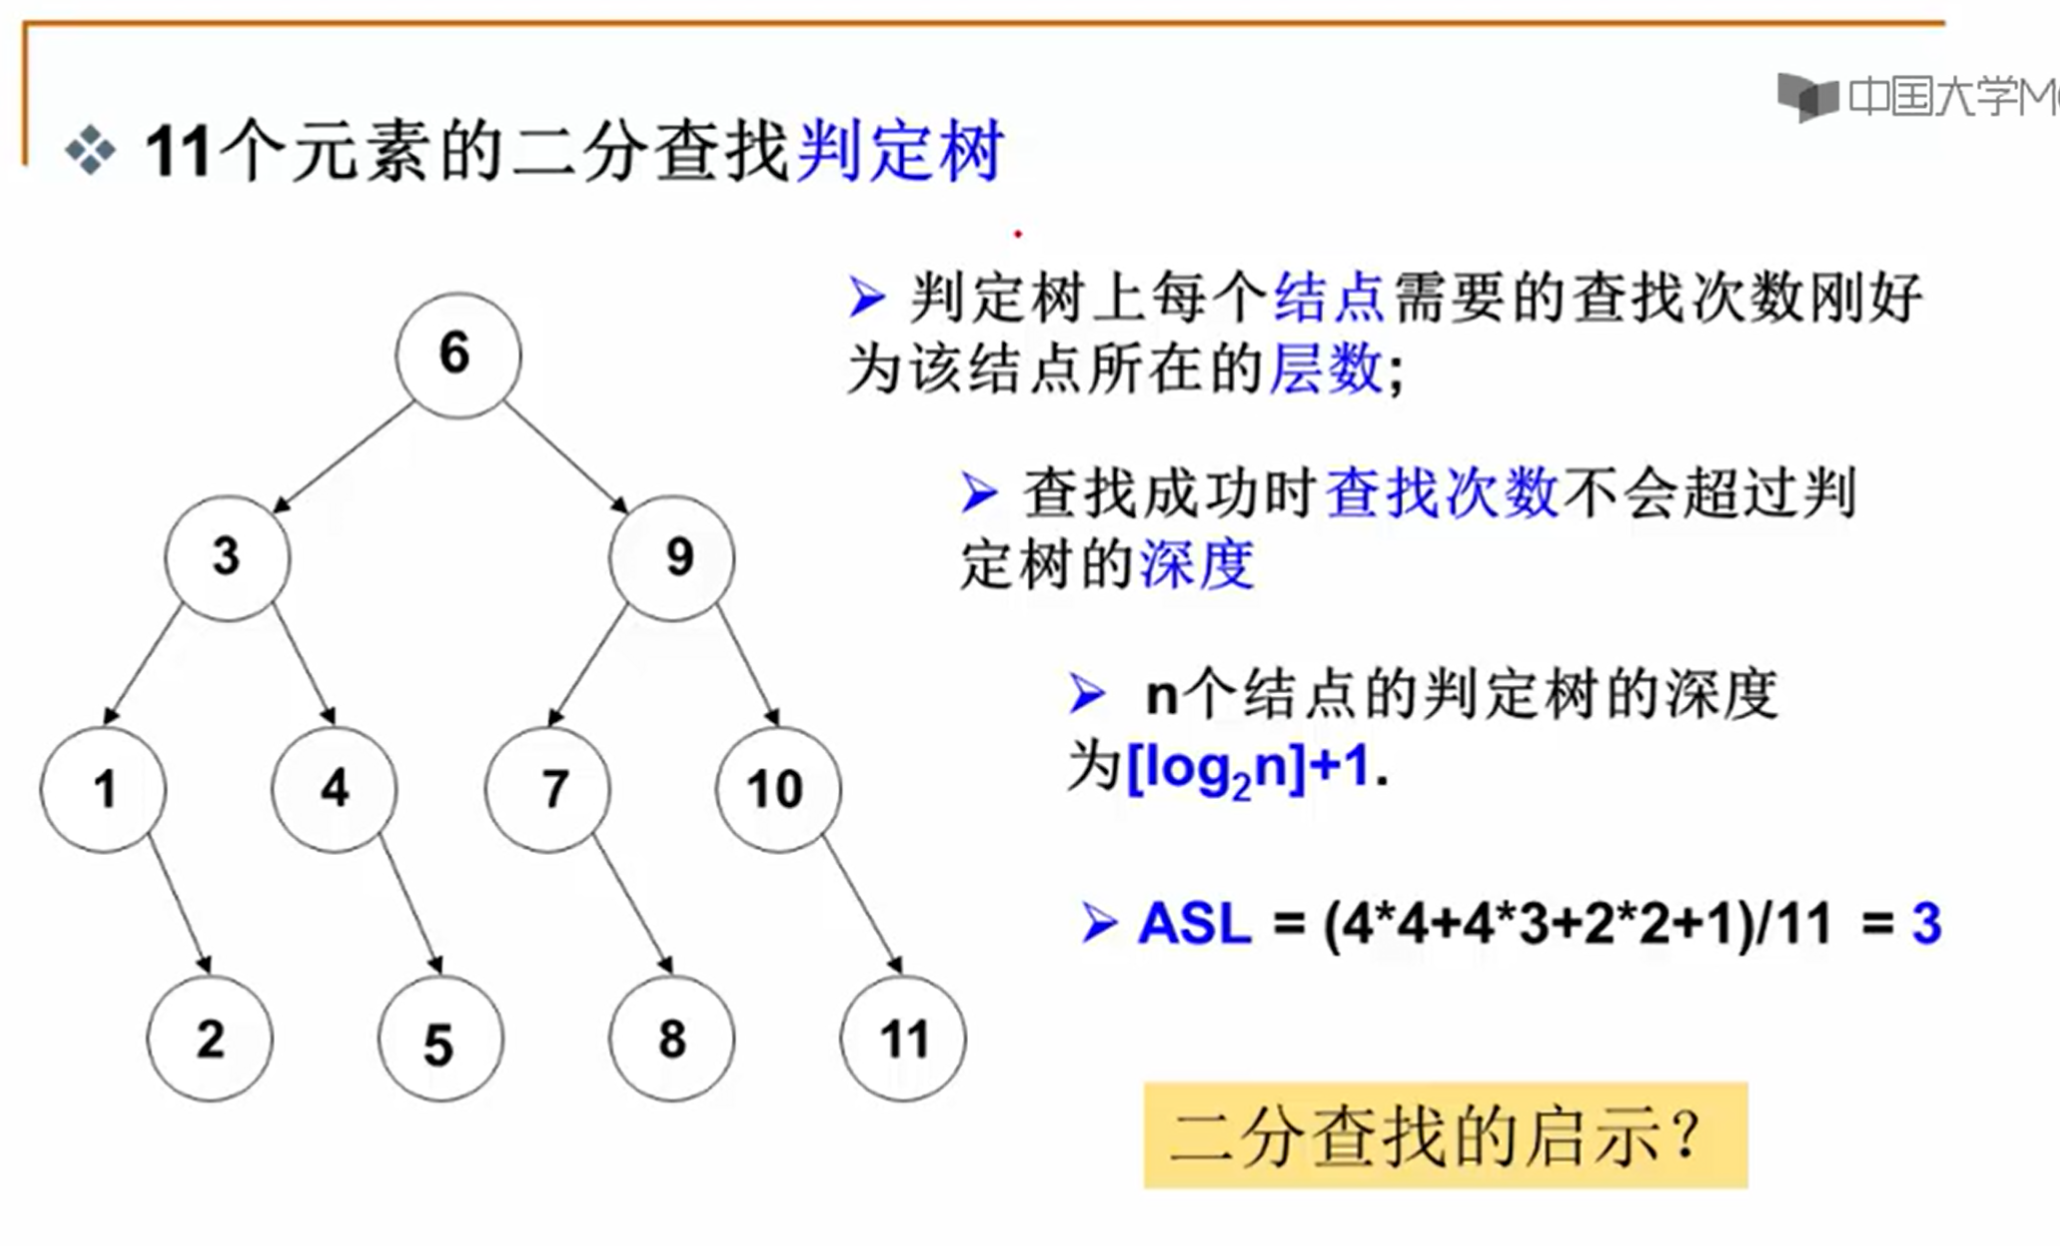 中国大学M
11个元素的二分查找判定树
判定树上每个结点需要的查找次数刚好
为该结点所在的层数;
查找成功时查找次数不会超过判
定树的深度
n个结点的判定树的深度
为[log₂n]+1.
ASL = (4*4+4*3+2*2+1)/11 = 3
二分查找的启示？
6
3
9
1
4
7
10
2
5
8
11